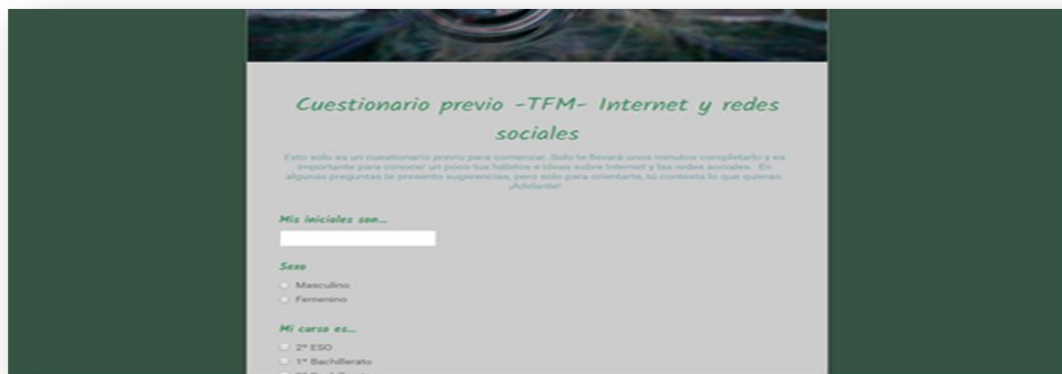 Cuestionario previo -TFM- Internet y redes
sociales
Esto solo es un cuestionario previo para comenzar. Solo te llevará unos minutos completarlo y es
importante para conocer un poco tus hábitos e ideas sobre Internet y las redes sociales. En
algunas preguntas te presento sugerencias, pero solo para orientarte, tú contesta lo que quieras.
¡Adelante!
Mis iniciales son...
Sexo
Masculino
Femenino
Mi curso es...
2º ESO
1º Bachillerato